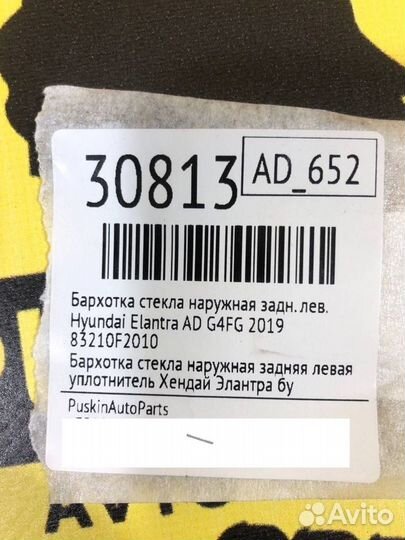 30813
AD_652
Бархотка стекла наружная задн. лев.
Hyundai Elantra AD G4FG 2019
83210F2010
Бархотка стекла наружная задняя левая
уплотнитель Хендай Элантра бу
PuskinAutoParts
АВТО
Avito